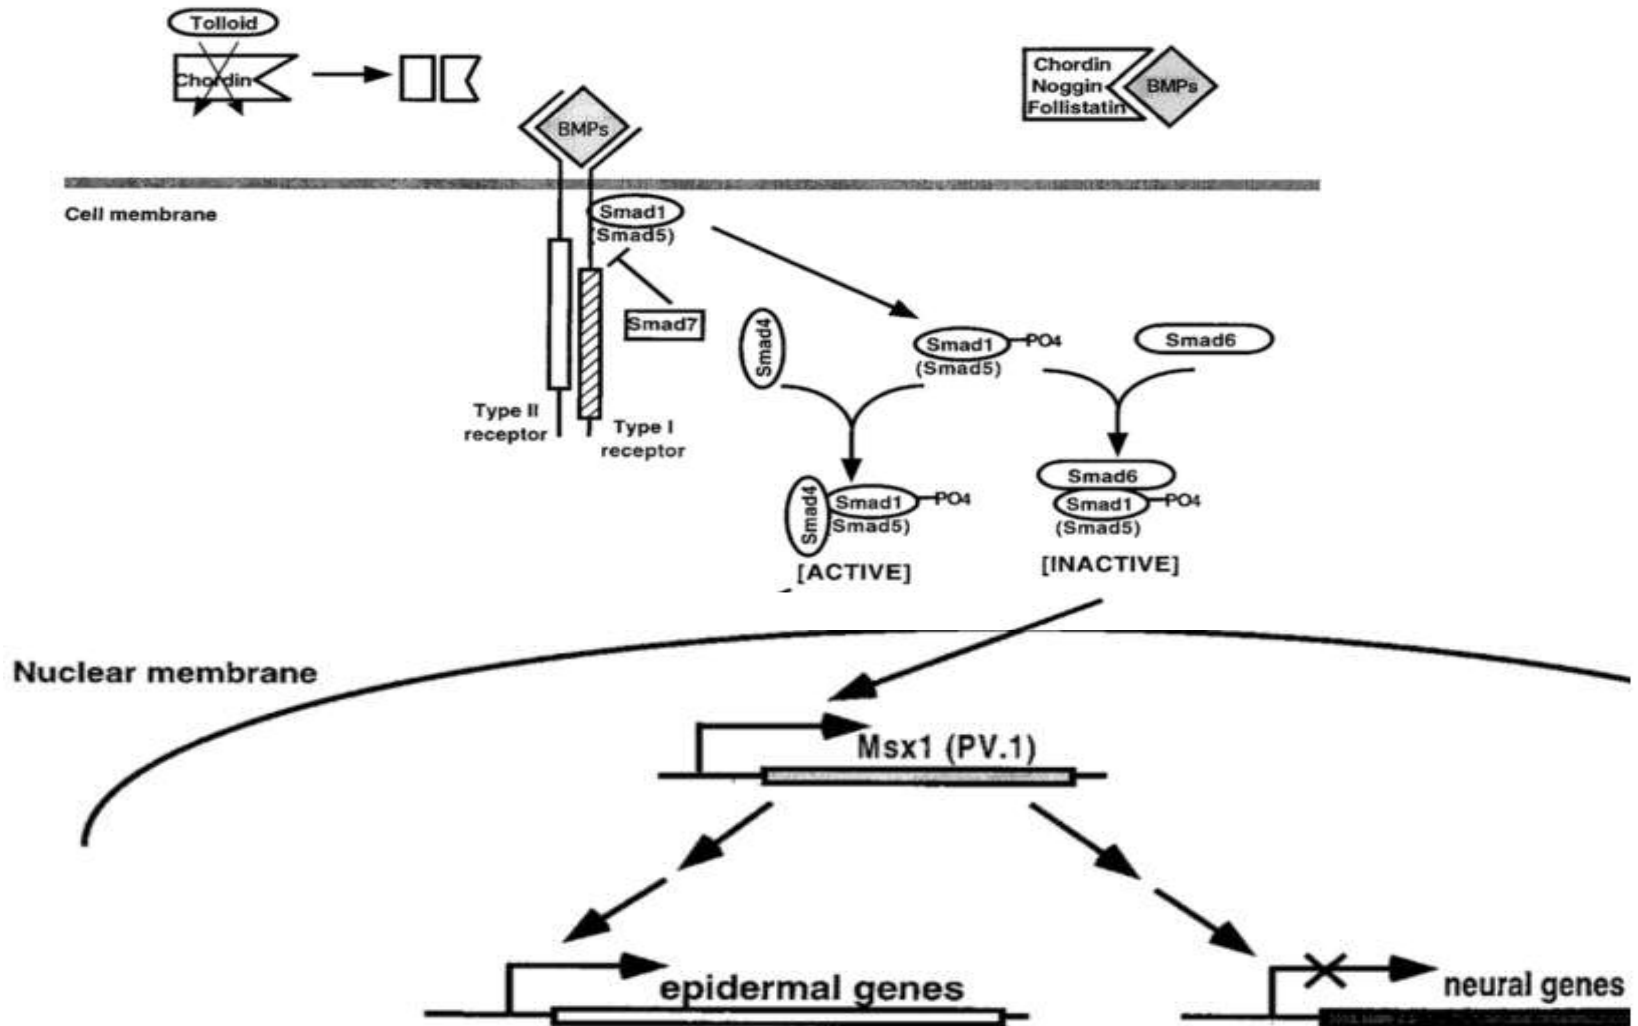 Tolloid
Chordin
BMPs
Chordin
Noggin
Follistatin
BMPs
Cell membrane
Smad1
(Smad5)
Smad7
Smad4
Smad1
PO4
(Smad5)
Smad6
Type II
receptor
Type I
receptor
Smad4
Smad1
PO4
(Smad5)
[ACTIVE]
Smad6
Smad1
PO4
(Smad5)
[INACTIVE]
Nuclear membrane
Msx1 (PV.1)
epidermal genes
neural genes